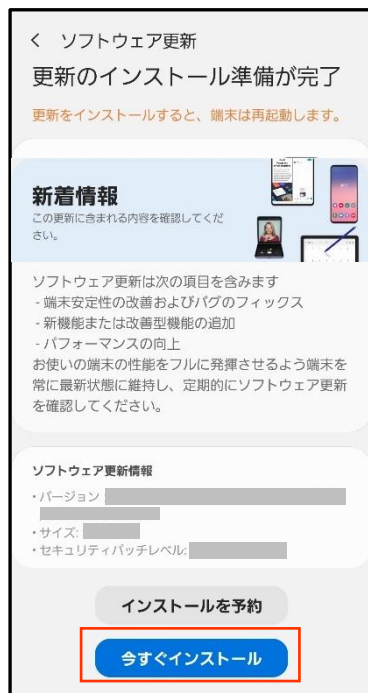 < ソフトウェア更新
更新のインストール準備が完了
更新をインストールすると、端末は再起動します。
新着情報
この更新に含まれる内容を確認してくだ
さい。
ソフトウェア更新は次の項目を含みます
- 端末安定性の改善およびバグのフィックス
- 新機能または改善型機能の追加
- パフォーマンスの向上
お使いの端末の性能をフルに発揮させるよう端末を
常に最新状態に維持し、定期的にソフトウェア更新
を確認してください。
ソフトウェア更新情報
・バージョン:
・サイズ:
・セキュリティパッチレベル:
インストールを予約
今すぐインストール